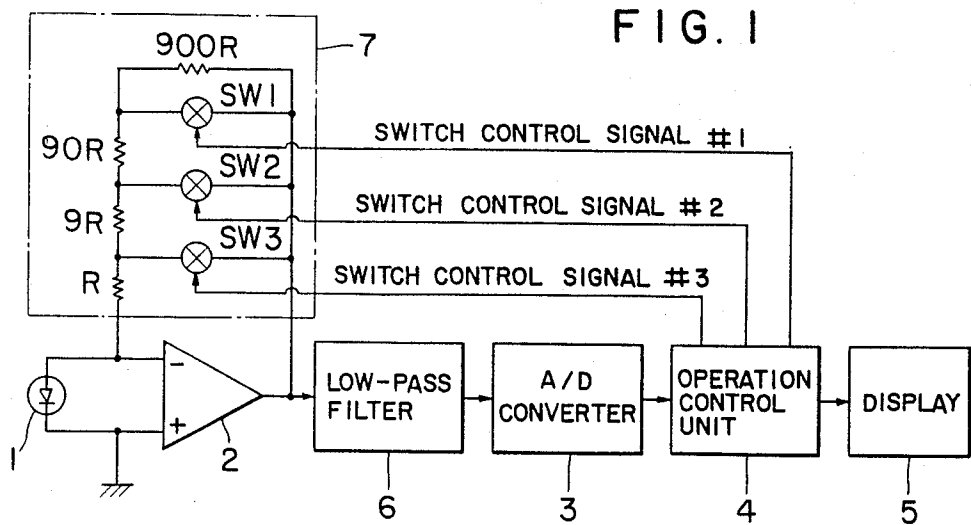 FIG. 1
7
900R
SW1
SWITCH CONTROL SIGNAL #1
90R
SW2
SWITCH CONTROL SIGNAL #2
9R
SW3
SWITCH CONTROL SIGNAL #3
R
−
+
1
2
LOW-PASS
FILTER
6
A/D
CONVERTER
3
OPERATION
CONTROL
UNIT
4
DISPLAY
5